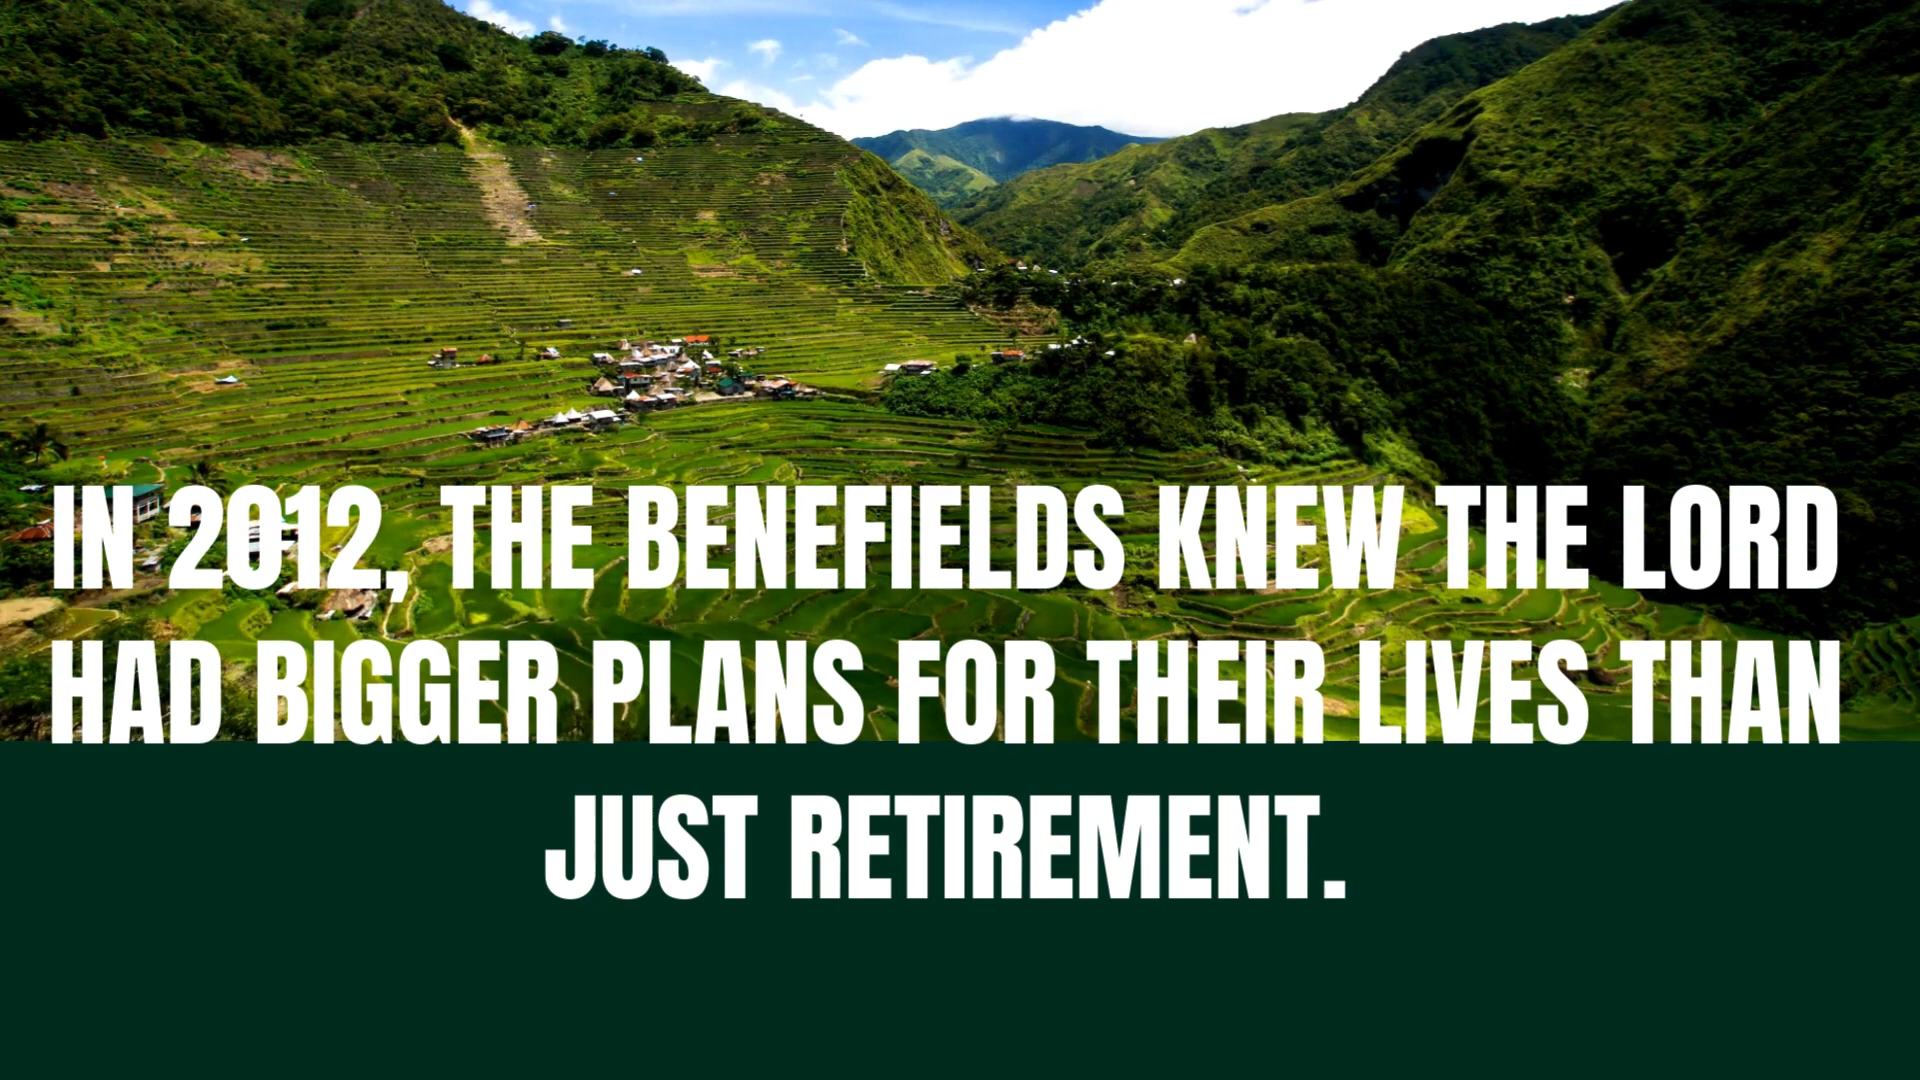 IN 2012, THE BENEFIELDS KNEW THE LORD
HAD BIGGER PLANS FOR THEIR LIVES THAN
JUST RETIREMENT.